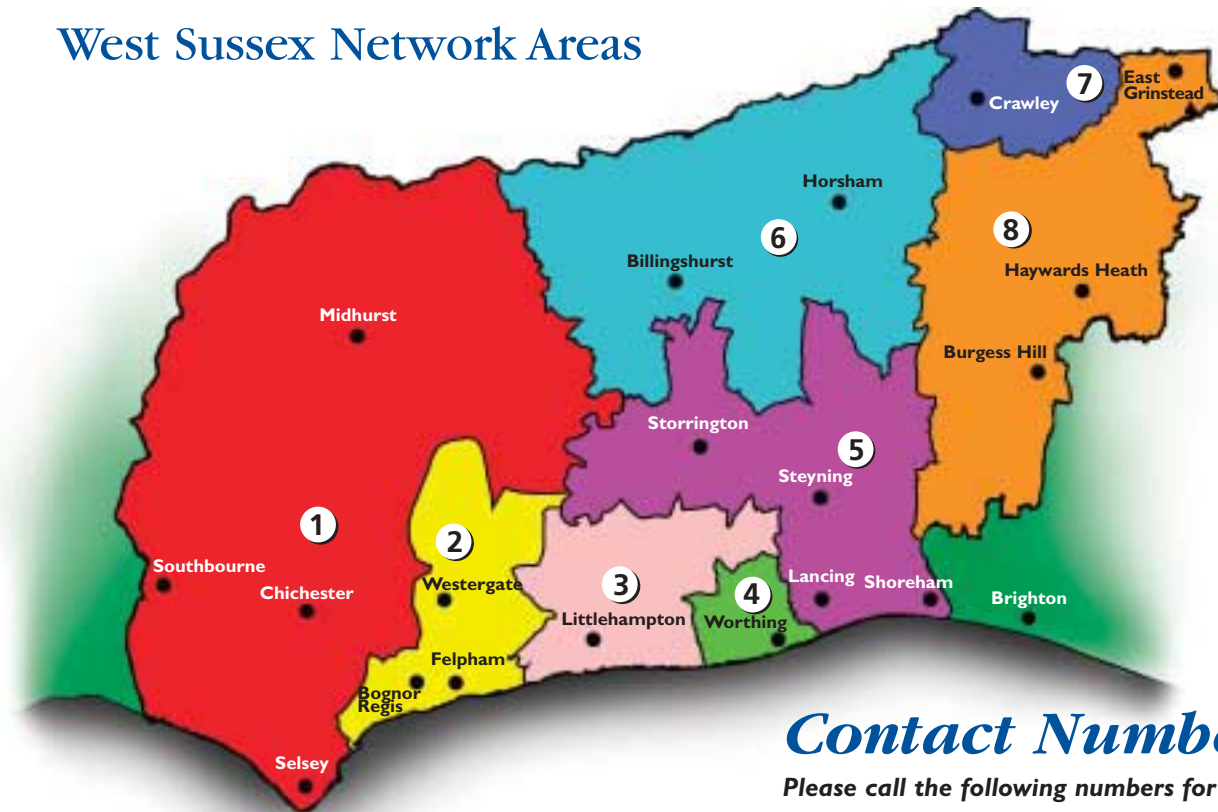 West Sussex Network Areas
7
East
Grinstead
Crawley
Horsham
6
8
Billingshurst
Haywards Heath
Midhurst
Burgess Hill
Storrington
5
Steyning
1
2
Southbourne
Chichester
Westergate
3
4
Lancing
Shoreham
Littlehampton
Worthing
Brighton
Felpham
Bognor
Regis
Selsey
Contact Numb
Please call the following numbers for